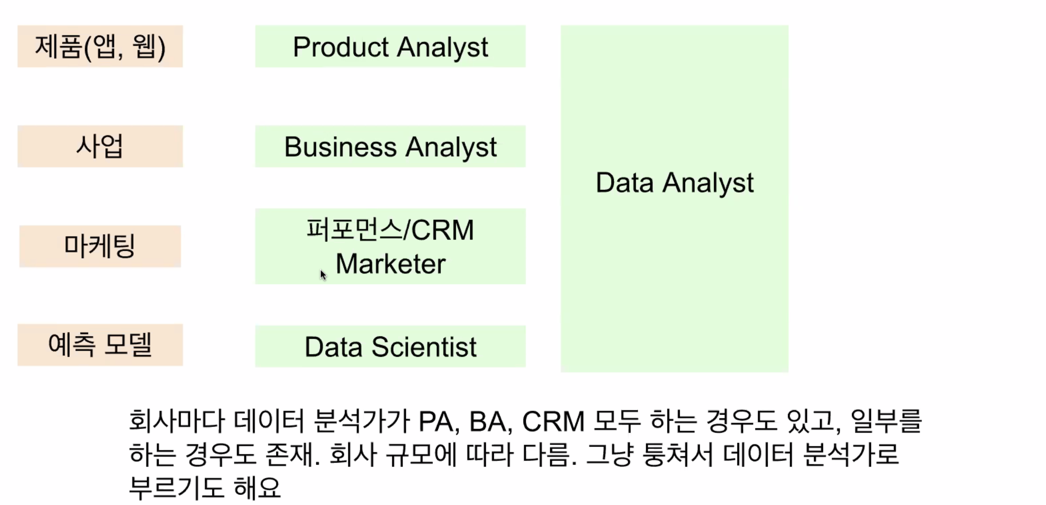 제품(앱, 웹)
Product Analyst
사업
Business Analyst
Data Analyst
마케팅
퍼포먼스/CRM
Marketer
예측 모델
Data Scientist
회사마다 데이터 분석가가 PA, BA, CRM 모두 하는 경우도 있고, 일부를
하는 경우도 존재. 회사 규모에 따라 다름. 그냥 퉁쳐서 데이터 분석가로
부르기도 해요